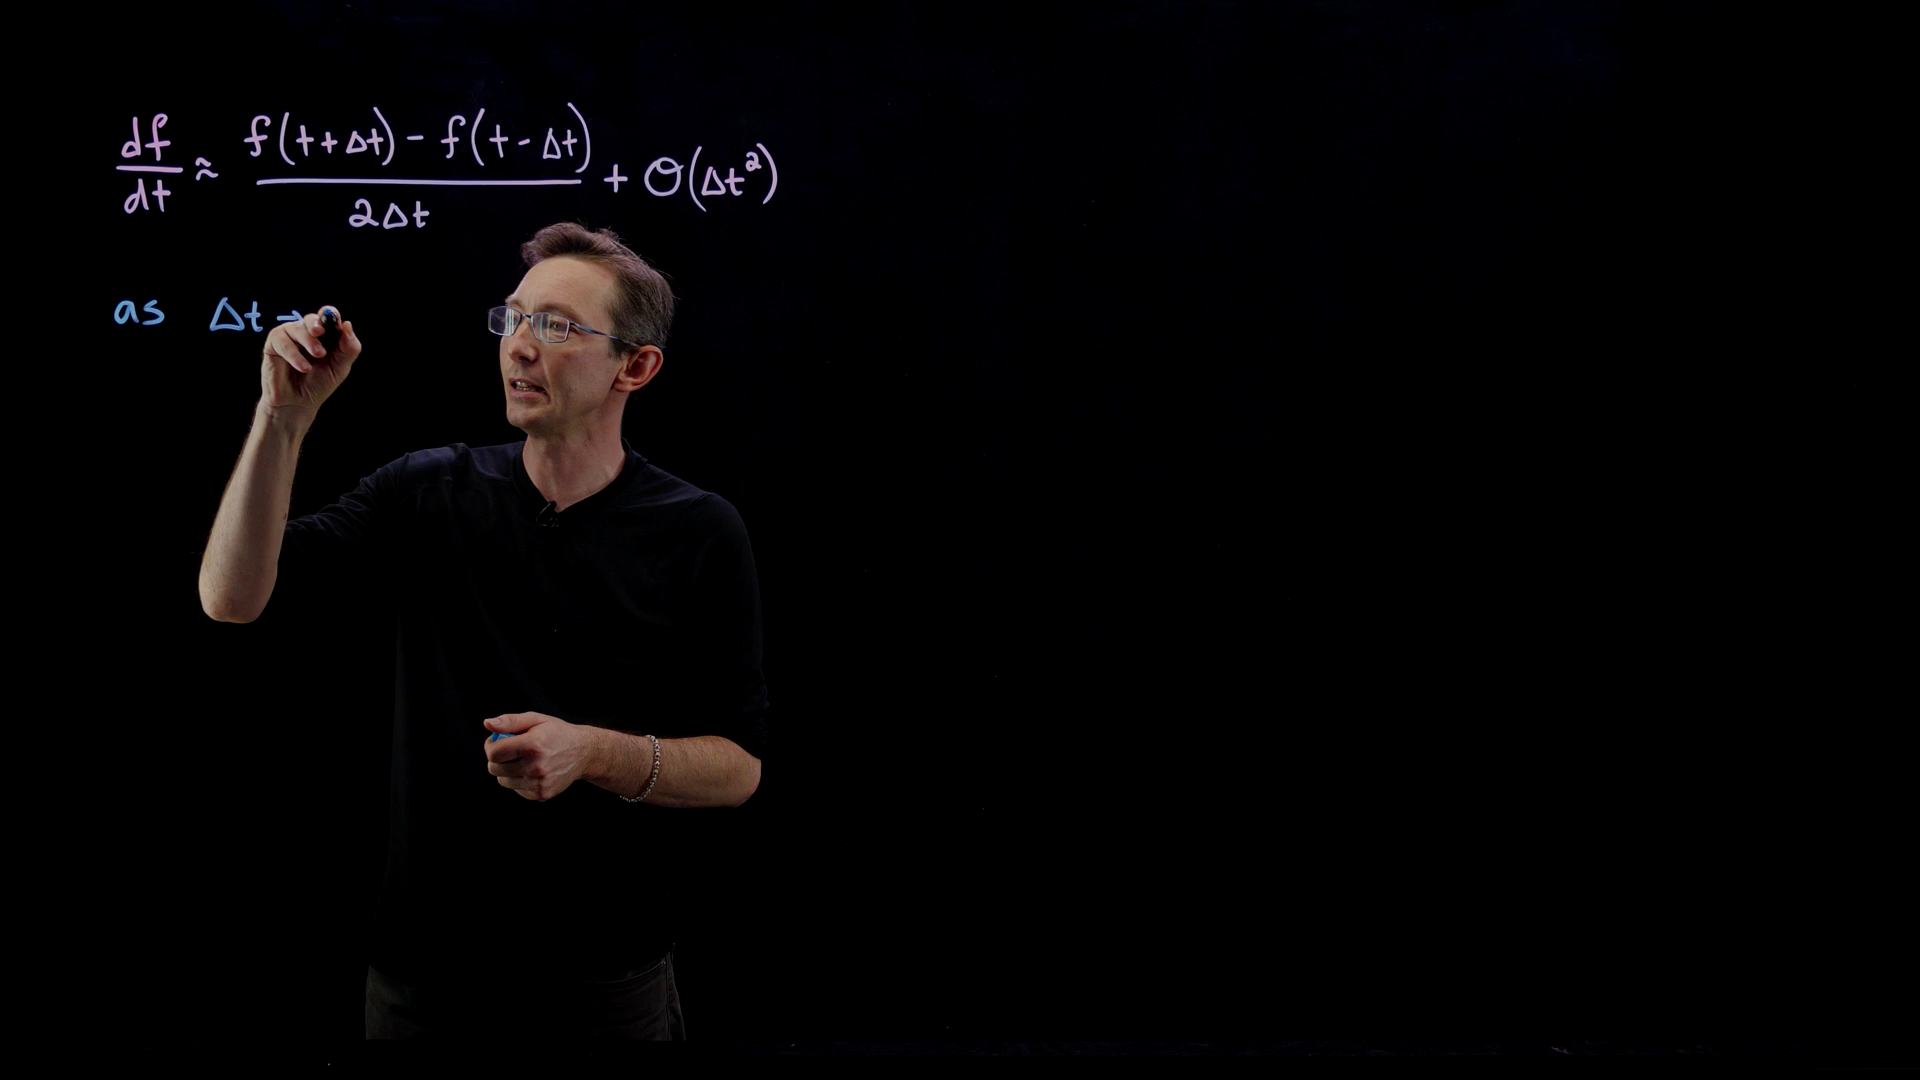 df/dt ≈ (f(t+Δt) - f(t-Δt))/(2Δt) + O(Δt²)
as Δt →